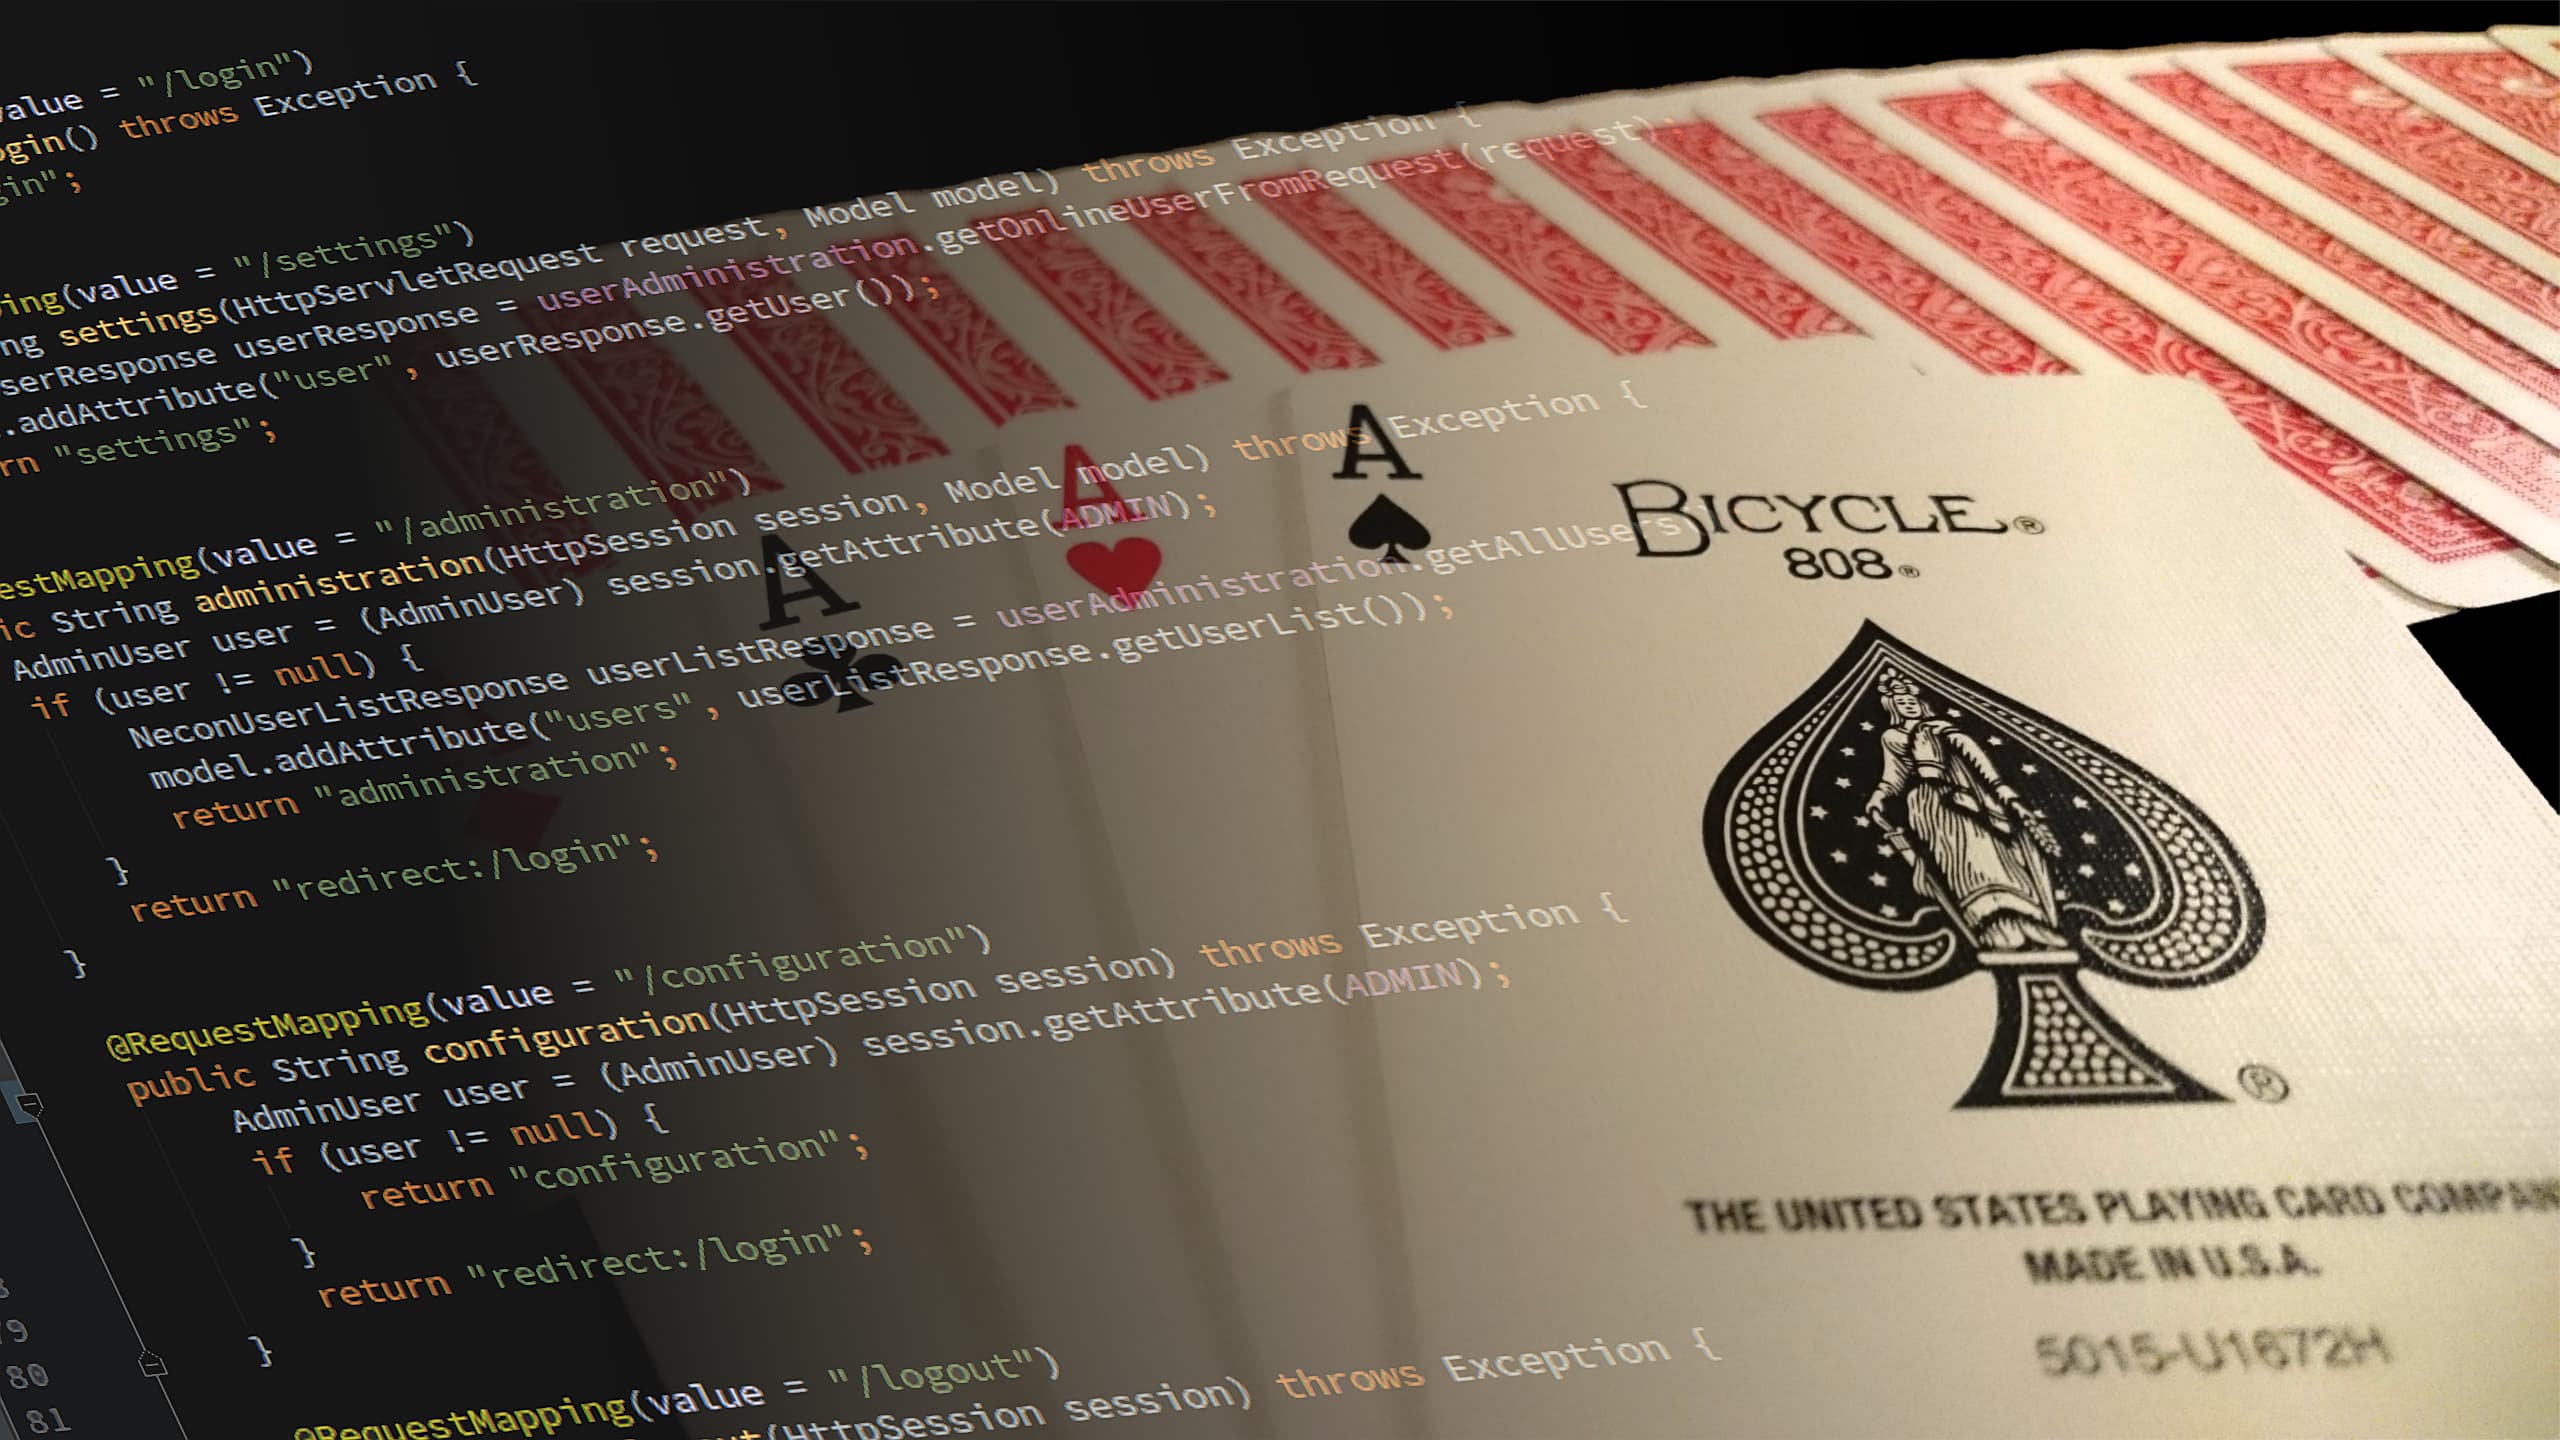 value = "/login")
ogin() throws Exception {
gin";
ping(value = "/settings")
ng settings(HttpServletRequest request, Model model) throws Exception {
serResponse userResponse = userAdministration.getOnlineUserFromRequest(request);
.addAttribute("user", userResponse.getUser());
rn "settings";
estMapping(value = "/administration")
ic String administration(HttpSession session, Model model) throws Exception {
AdminUser user = (AdminUser) session.getAttribute(ADMIN);
if (user != null) {
NeconUserListResponse userListResponse = userAdministration.getAllUsers
model.addAttribute("users", userListResponse.getUserList());
return "administration";
}
return "redirect:/login";
}
@RequestMapping(value = "/configuration")
public String configuration(HttpSession session) throws Exception {
AdminUser user = (AdminUser) session.getAttribute(ADMIN);
if (user != null) {
return "configuration";
}
return "redirect:/login";
79
80 }
81 @RequestMapping(value = "/logout")
out(HttpSession session) throws Exception {
A
A
A
BICYCLE®
808®
®
THE UNITED STATES PLAYING CARD COMPAN
MADE IN U.S.A.
5015-U1672H